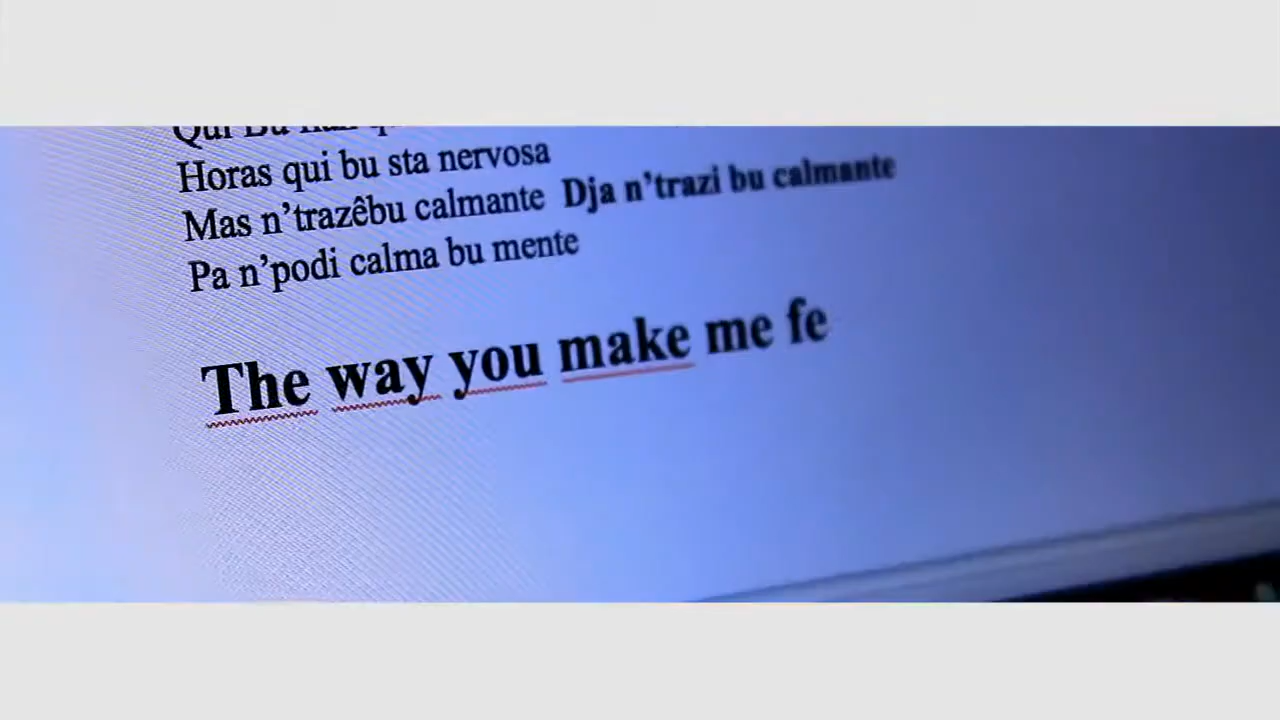 Horas qui bu sta nervosa
Mas n'trazêbu calmante Dja n'trazi bu calmante
Pa n'podi calma bu mente
The way you make me fe